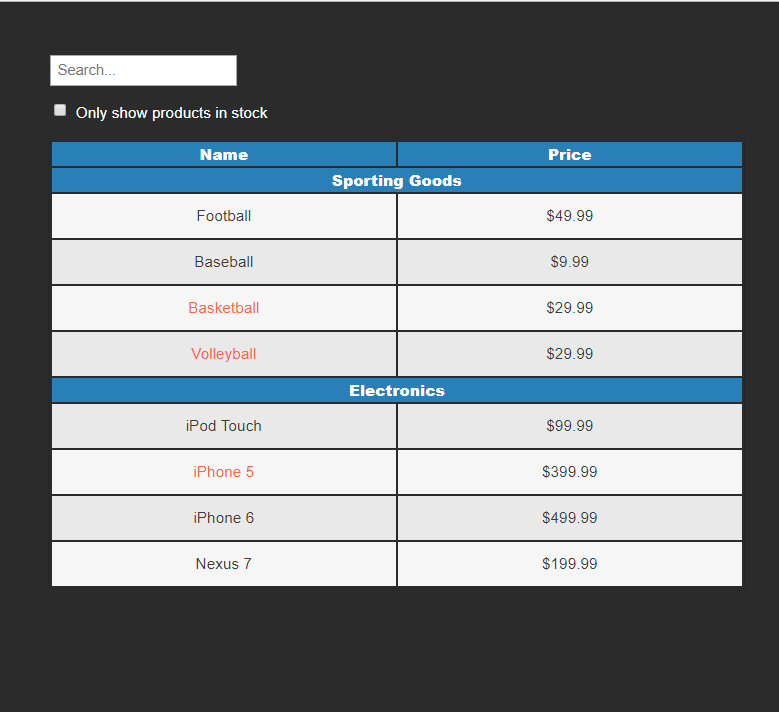 Search...
Only show products in stock
Name Price
Sporting Goods
Football $49.99
Baseball $9.99
Basketball $29.99
Volleyball $29.99
Electronics
iPod Touch $99.99
iPhone 5 $399.99
iPhone 6 $499.99
Nexus 7 $199.99